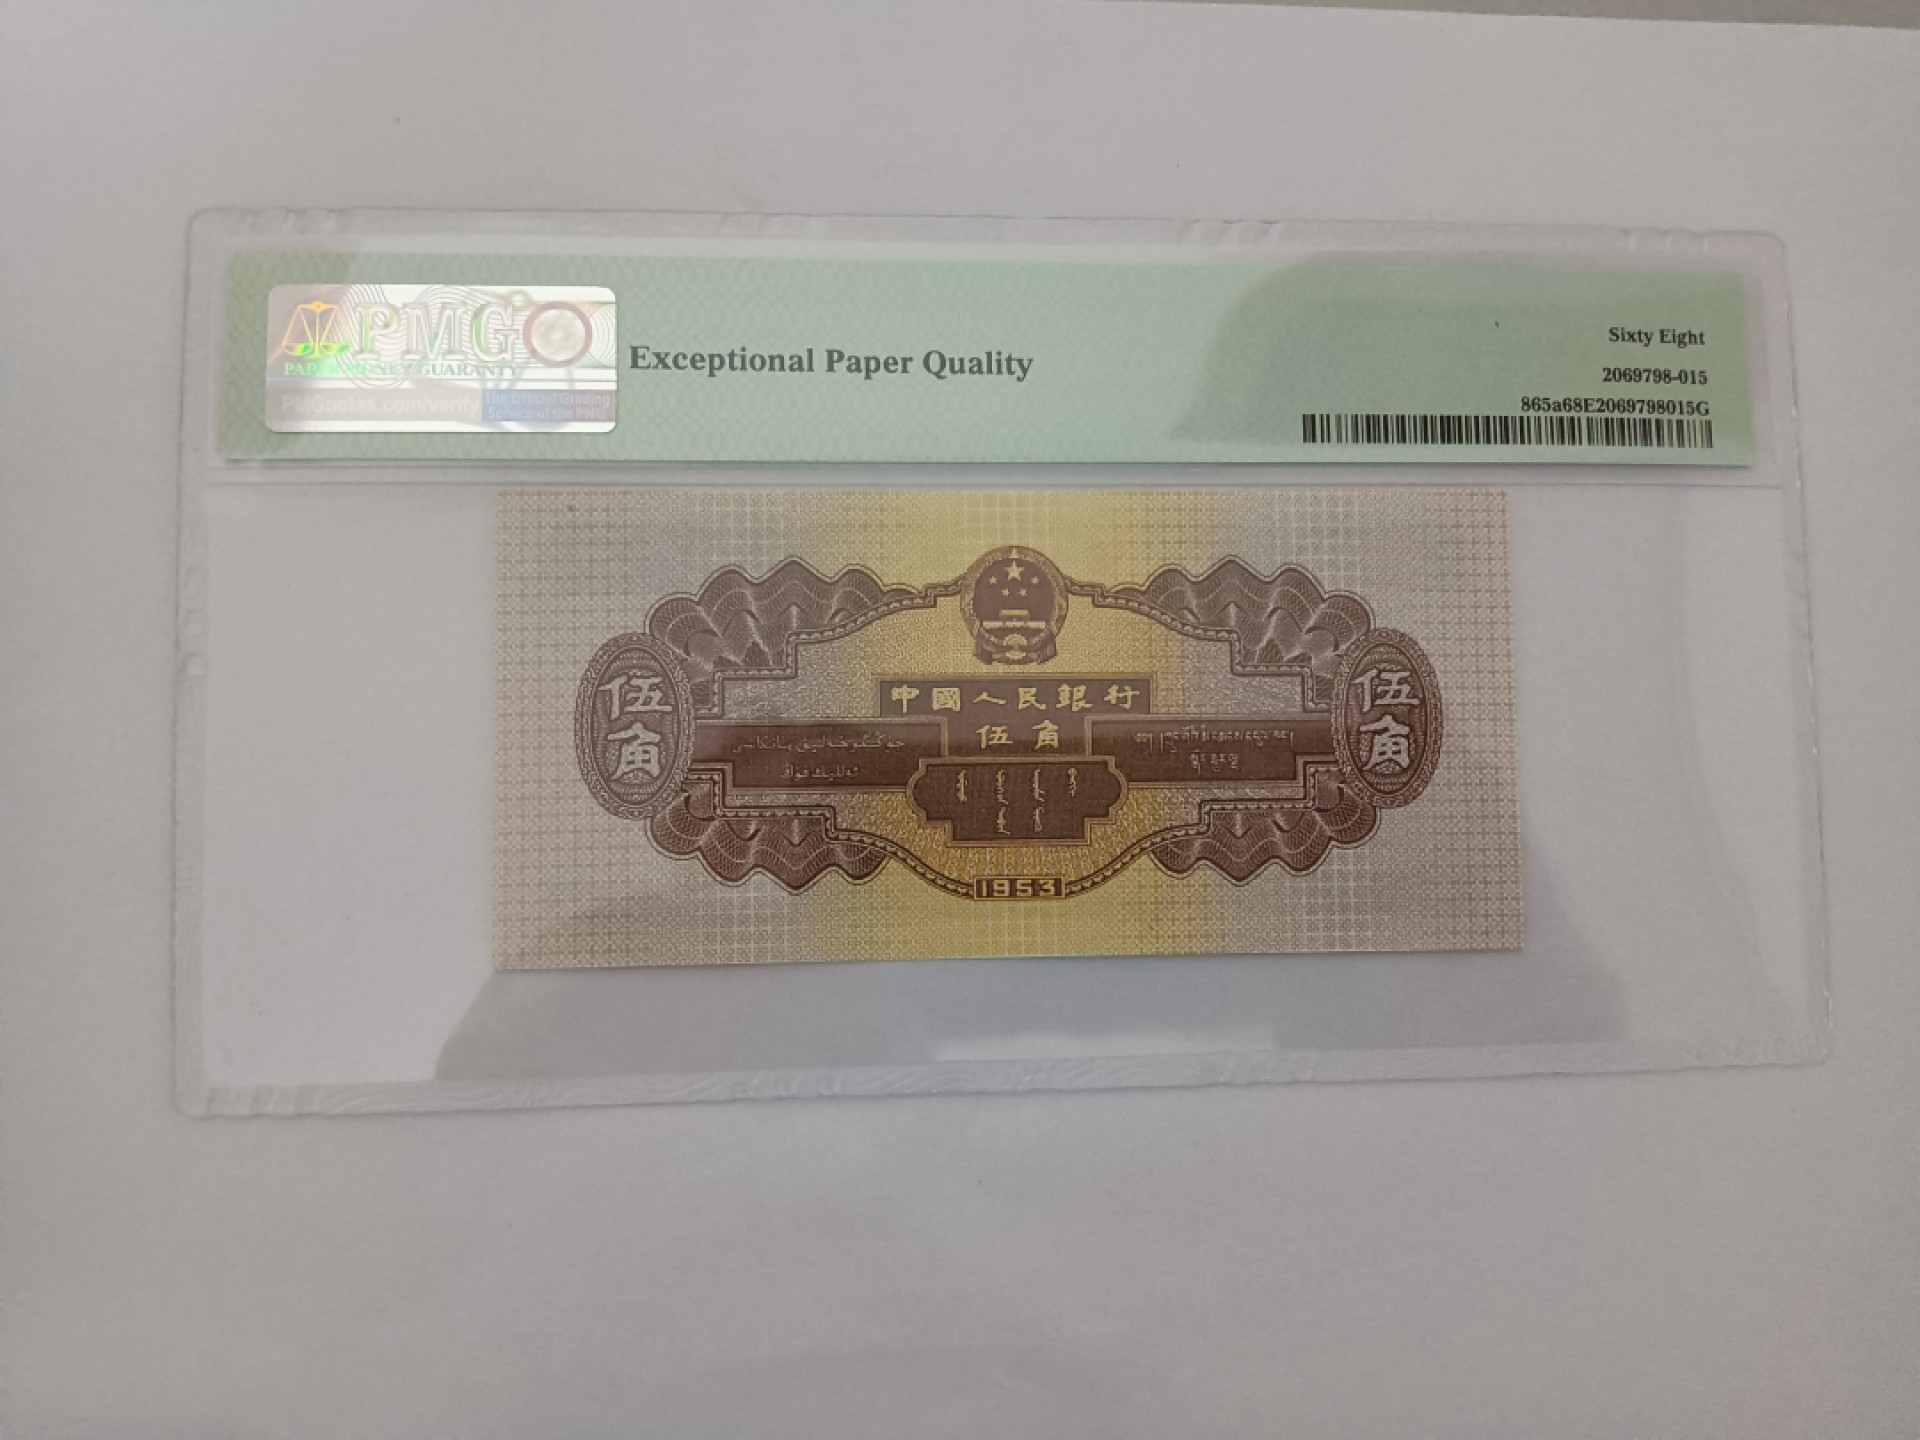 PMG
PAPER MONEY GUARANTY
PMGnotes.com/verify
The Official Grading
Service of the PNG
Exceptional Paper Quality
Sixty Eight
2069798-015
865a68E2069798015G
中國人民銀行
伍角
伍角
伍角
1953